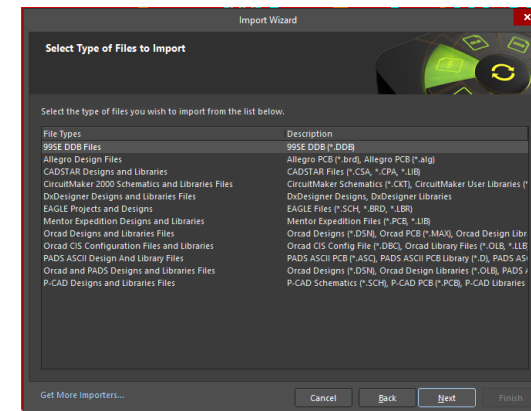 Import Wizard
Select Type of Files to Import
Select the type of files you wish to import from the list below.
File Types Description
99SE DDB Files 99SE DDB (*.DDB)
Allegro Design Files Allegro PCB (*.brd), Allegro PCB (*.alg)
CADSTAR Designs and Libraries CADSTAR Files (*.CSA, *.CPA, *.LIB)
CircuitMaker 2000 Schematics and Libraries Files CircuitMaker Schematics (*.CKT), CircuitMaker User Libraries (*
DxDesigner Designs and Libraries Files DxDesigner Designs, DxDesigner Libraries
EAGLE Projects and Designs EAGLE Files (*.SCH, *.BRD, *.LBR)
Mentor Expedition Designs and Libraries Mentor Expedition Files (*.PCB, *.LIB)
Orcad Designs and Libraries Files Orcad Designs (*.DSN), Orcad PCB (*.MAX), Orcad Design Libr
Orcad CIS Configuration Files and Libraries Orcad CIS Config File (*.DBC), Orcad Library Files (*.OLB, *.LLB
PADS ASCII Design And Library Files PADS ASCII PCB (*.ASC), PADS ASCII PCB Library (*.D), PADS AS
Orcad and PADS Designs and Libraries Files Orcad Designs (*.DSN), Orcad Design Libraries (*.OLB), PADS
P-CAD Designs and Libraries Files P-CAD Schematics (*.SCH), P-CAD PCB (*.PCB), P-CAD Libraries
Get More Importers... Cancel Back Next Finish